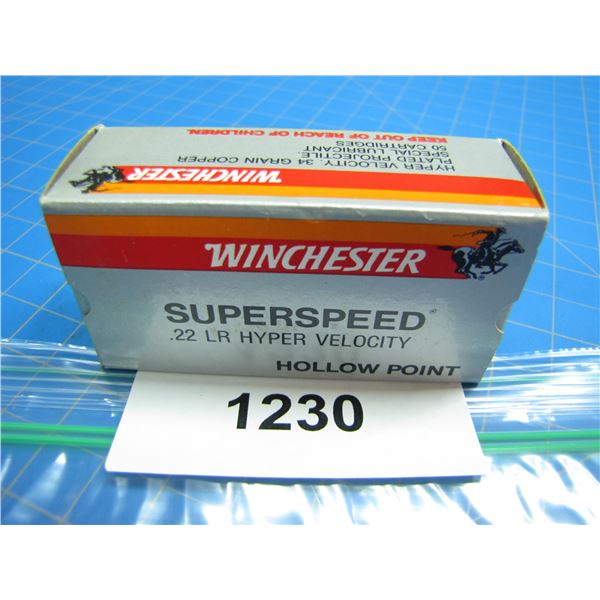 KEEP OUT OF REACH OF CHILDREN.
50 CARTRIDGES
SPECIAL LUBRICANT
PLATED PROJECTILE.
HYPER VELOCITY. 34 GRAIN COPPER
WINCHESTER
WINCHESTER
SUPERSPEED®
.22 LR HYPER VELOCITY
HOLLOW POINT
1230